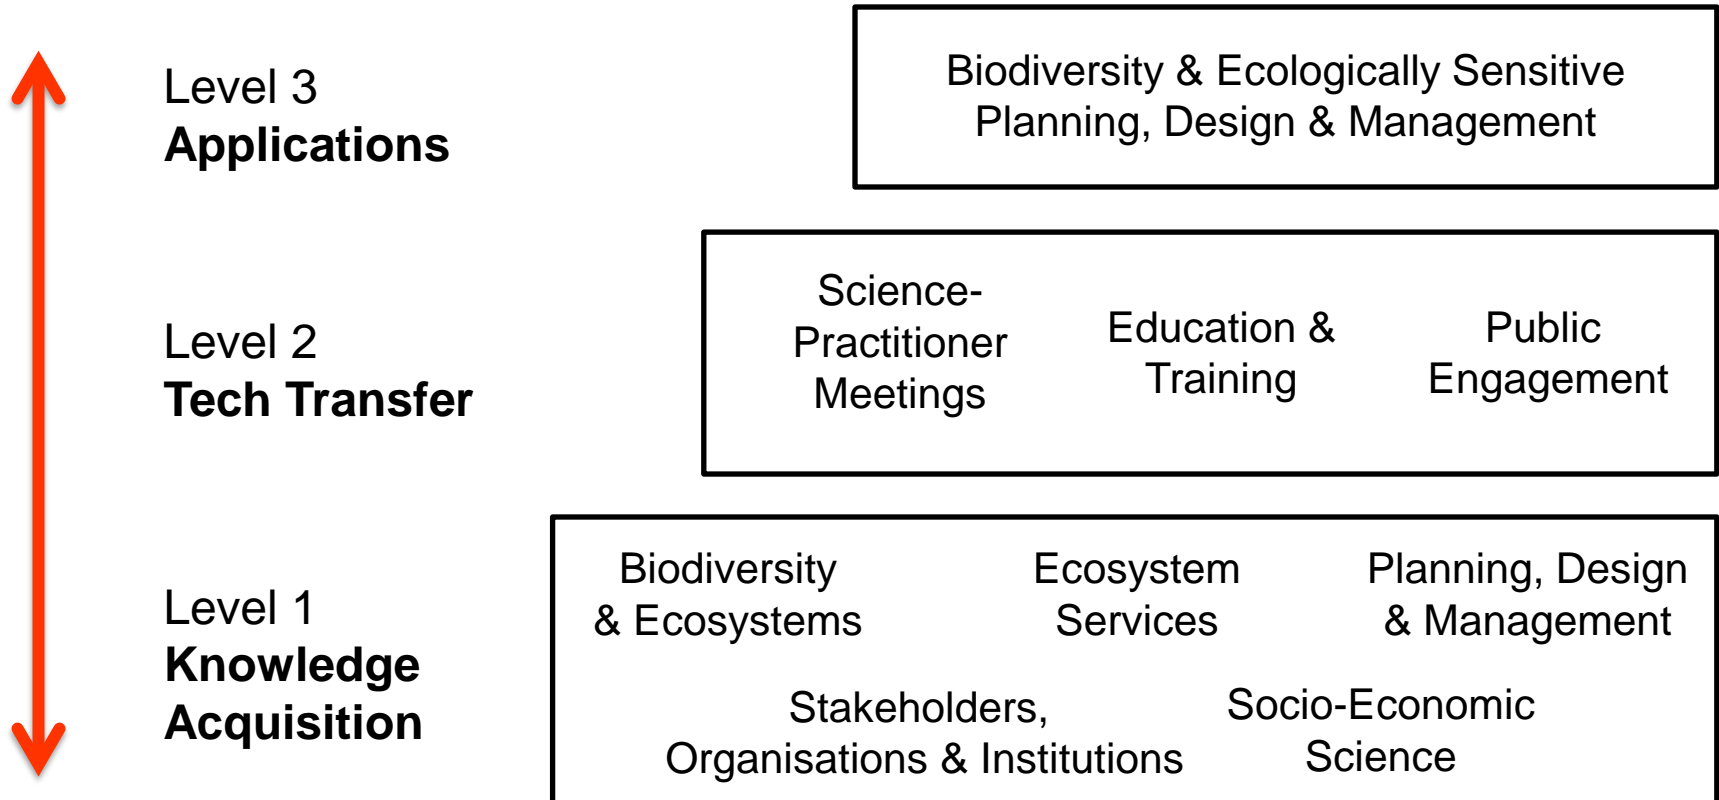 Level 3
Applications
Biodiversity & Ecologically Sensitive
Planning, Design & Management
Level 2
Tech Transfer
Science-
Practitioner
Meetings
Education &
Training
Public
Engagement
Level 1
Knowledge
Acquisition
Biodiversity
& Ecosystems
Ecosystem
Services
Planning, Design
& Management
Stakeholders,
Organisations & Institutions
Socio-Economic
Science